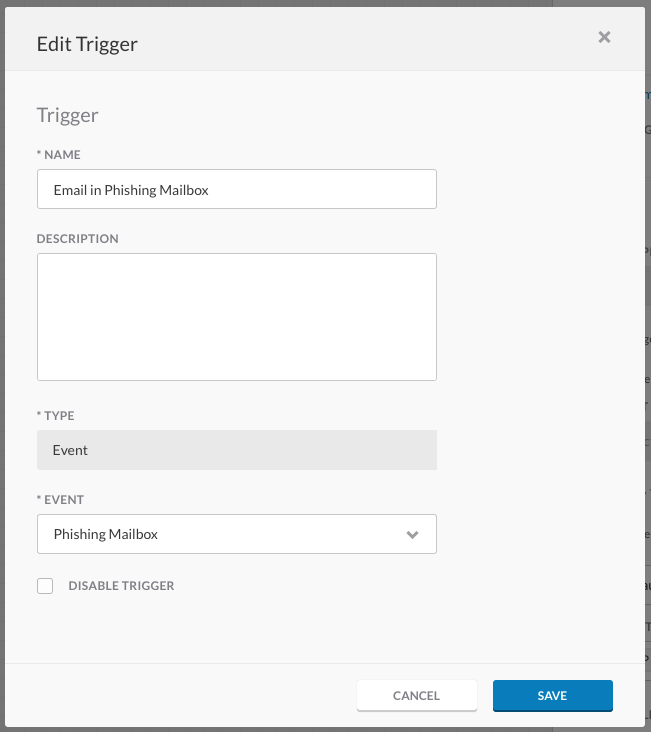 Edit Trigger
Trigger
* NAME
Email in Phishing Mailbox
DESCRIPTION
* TYPE
Event
* EVENT
Phishing Mailbox
DISABLE TRIGGER
CANCEL
SAVE